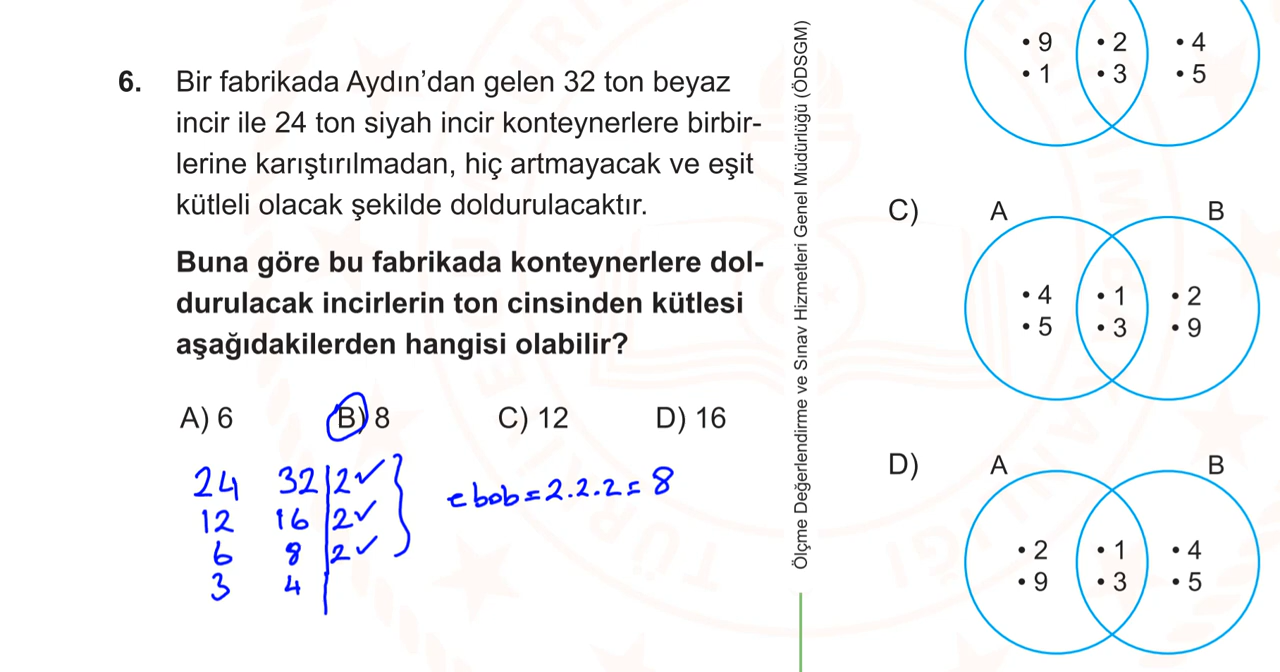 6. Bir fabrikada Aydın’dan gelen 32 ton beyaz
incir ile 24 ton siyah incir konteynerlere birbir-
lerine karıştırılmadan, hiç artmayacak ve eşit
kütleli olacak şekilde doldurulacaktır.
Buna göre bu fabrikada konteynerlere dol-
durulacak incirlerin ton cinsinden kütlesi
aşağıdakilerden hangisi olabilir?
A) 6 B) 8 C) 12 D) 16
24 32 2 ✓
12 16 2 ✓
6 8 2 ✓
3 4
ebob = 2.2.2 = 8
Ölçme Değerlendirme ve Sınav Hizmetleri Genel Müdürlüğü (ÖDSGM)
• 9 • 2 • 4
• 1 • 3 • 5
C) A B
• 4 • 1 • 2
• 5 • 3 • 9
D) A B
• 2 • 1 • 4
• 9 • 3 • 5